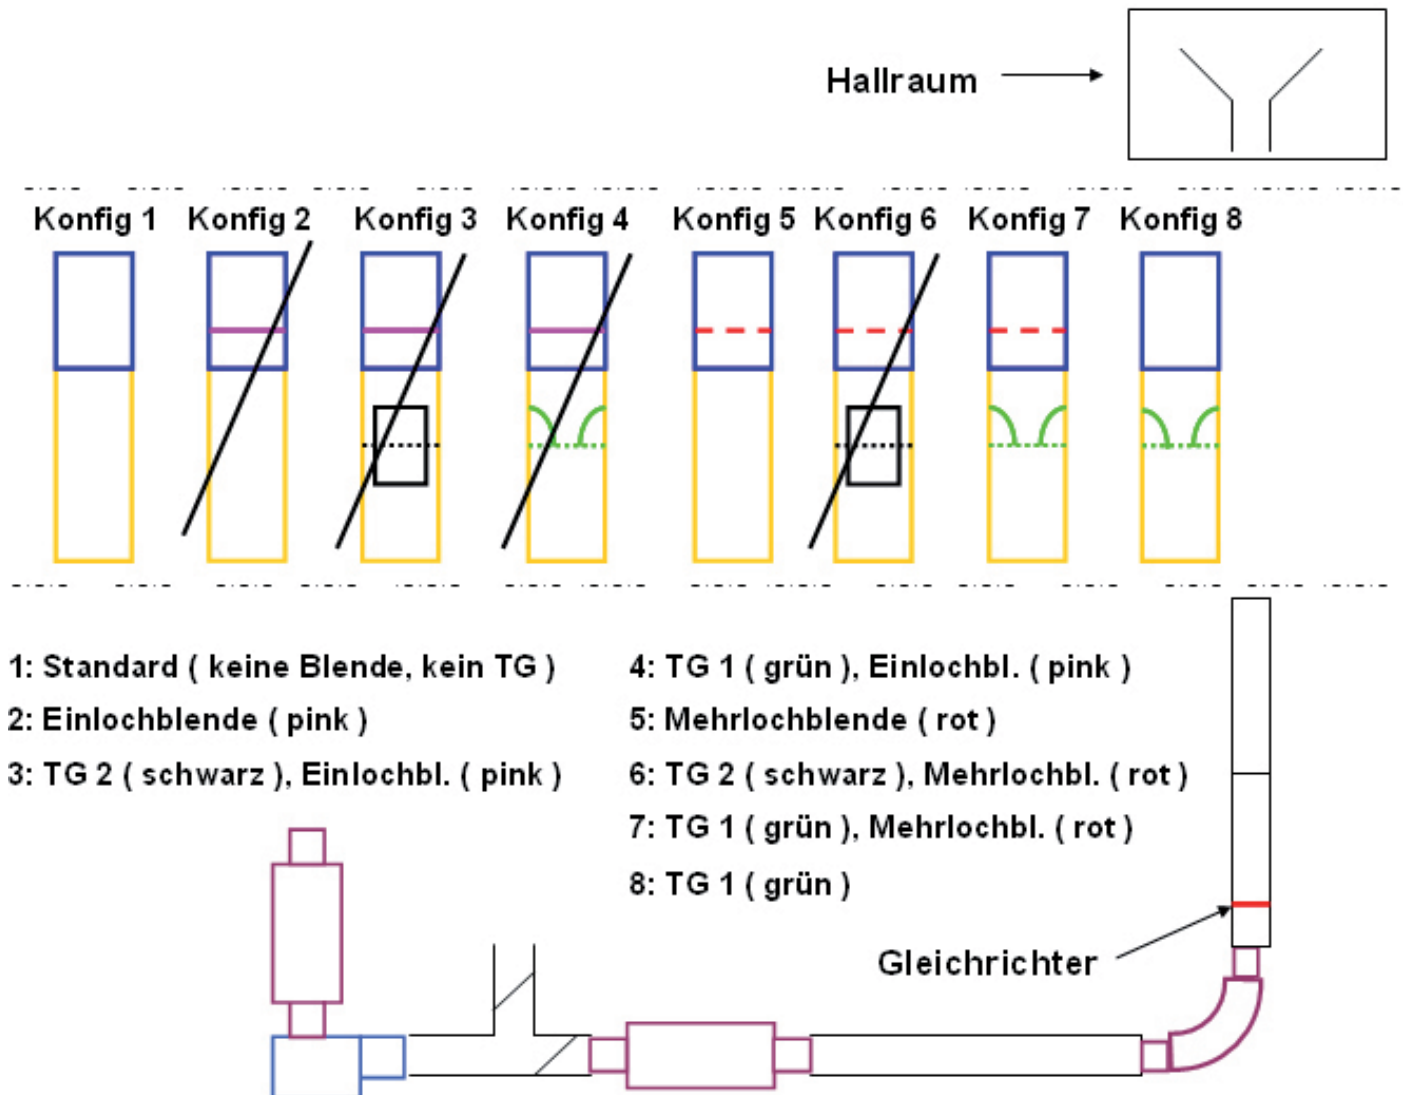 Hallraum
Konfig 1 Konfig 2 Konfig 3 Konfig 4 Konfig 5 Konfig 6 Konfig 7 Konfig 8
1: Standard ( keine Blende, kein TG )
2: Einlochblende ( pink )
3: TG 2 ( schwarz ), Einlochbl. ( pink )
4: TG 1 ( grün ), Einlochbl. ( pink )
5: Mehrlochblende ( rot )
6: TG 2 ( schwarz ), Mehrlochbl. ( rot )
7: TG 1 ( grün ), Mehrlochbl. ( rot )
8: TG 1 ( grün )
Gleichrichter